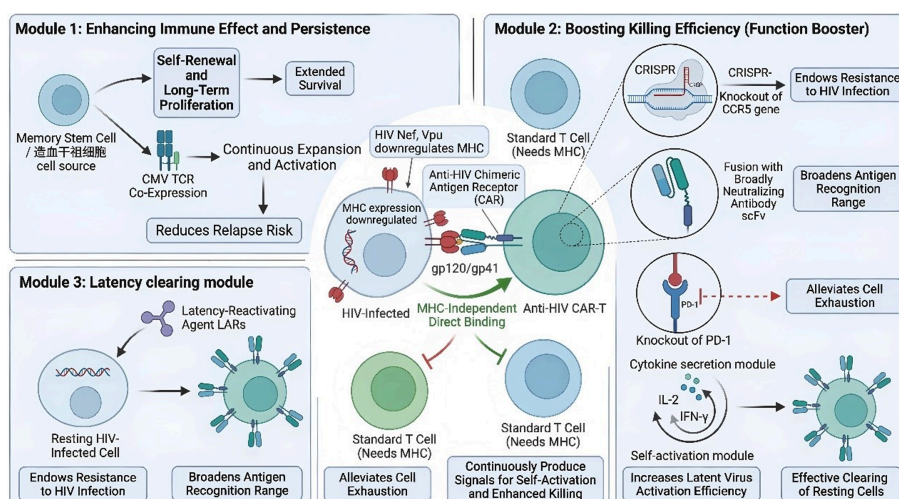 Module 1: Enhancing Immune Effect and Persistence
Self-Renewal
and
Long-Term
Proliferation
Extended
Survival
Memory Stem Cell
/ 造血干祖细胞
cell source
CMV TCR
Co-Expression
Continuous Expansion
and Activation
Reduces Relapse Risk
HIV Nef, Vpu
downregulates MHC
Anti-HIV Chimeric
Antigen Receptor
(CAR)
MHC expression
downregulated
gp120/gp41
HIV-Infected
Anti-HIV CAR-T
MHC-Independent
Direct Binding
Standard T Cell
(Needs MHC)
Standard T Cell
(Needs MHC)
Alleviates Cell
Exhaustion
Continuously Produce
Signals for Self-Activation
and Enhanced Killing
Module 2: Boosting Killing Efficiency (Function Booster)
Standard T Cell
(Needs MHC)
CRISPR
CRISPR-
Knockout of
CCR5 gene
Endows Resistance
to HIV Infection
Fusion with
Broadly
Neutralizing
Antibody
scFv
Broadens Antigen
Recognition
Range
PD-1
Knockout of PD-1
Alleviates Cell
Exhaustion
Cytokine secretion module
IL-2
IFN-γ
Self-activation module
Increases Latent Virus
Activation Efficiency
Effective Clearing
of Resting Cells
Module 3: Latency clearing module
Latency-Reactivating
Agent LARs
Resting HIV-
Infected Cell
Endows Resistance
to HIV Infection
Broadens Antigen
Recognition Range